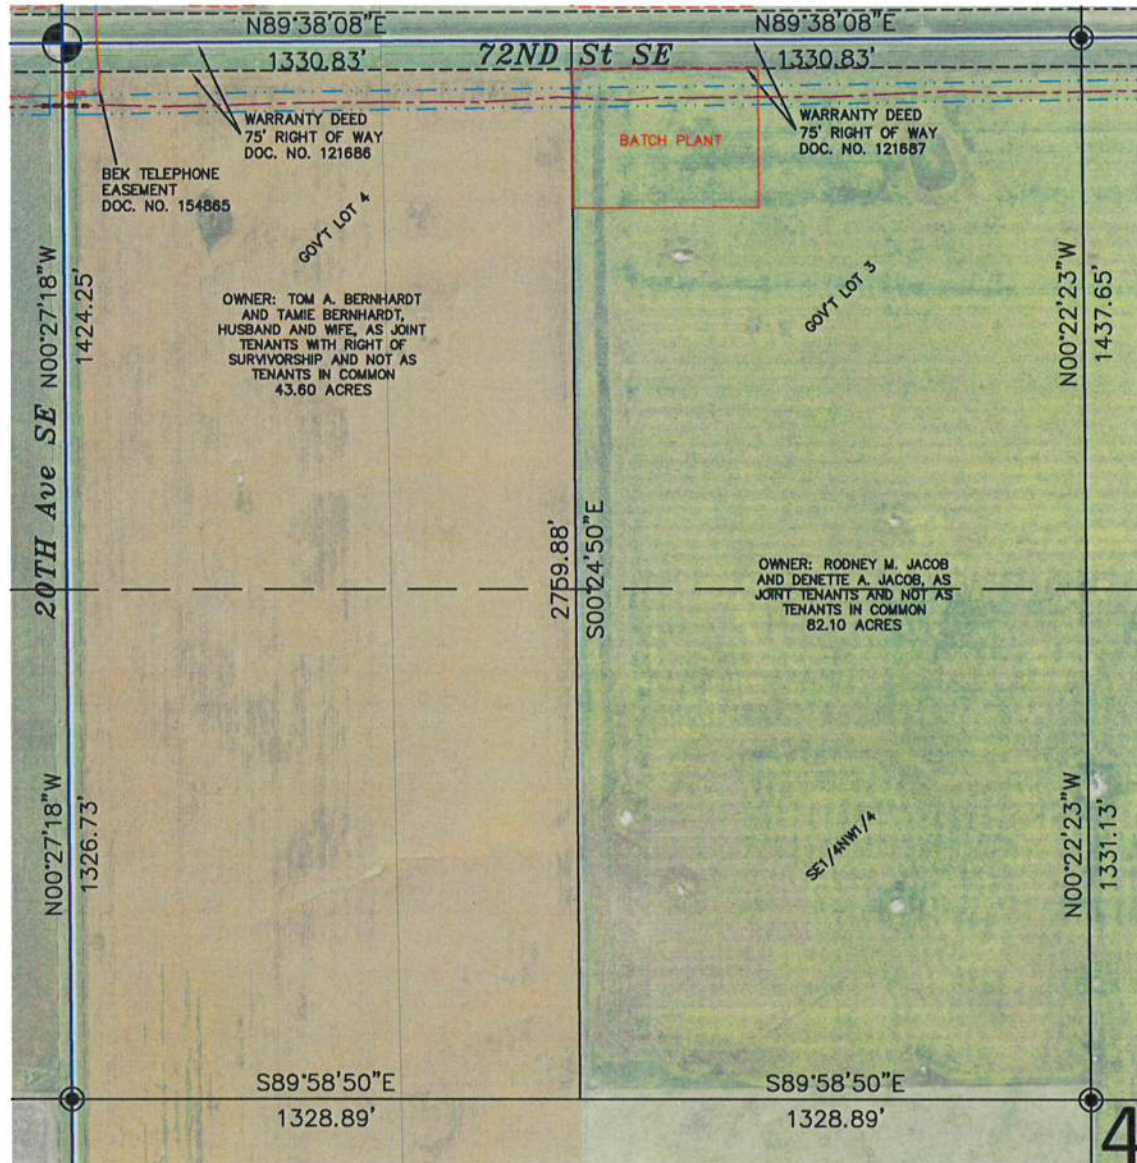 N89°38'08"E
1330.83'
72ND St SE
N89°38'08"E
1330.83'
WARRANTY DEED
75' RIGHT OF WAY
DOC. NO. 121686
BATCH PLANT
WARRANTY DEED
75' RIGHT OF WAY
DOC. NO. 121687
BEK TELEPHONE
EASEMENT
DOC. NO. 154865
GOV'T LOT 4
GOV'T LOT 3
20TH Ave SE
N00°27'18"W
1424.25'
OWNER: TOM A. BERNHARDT
AND TAMIE BERNHARDT,
HUSBAND AND WIFE, AS JOINT
TENANTS WITH RIGHT OF
SURVIVORSHIP AND NOT AS
TENANTS IN COMMON
43.60 ACRES
N00°22'23"W
1437.65'
2759.88'
S00°24'50"E
OWNER: RODNEY M. JACOB
AND DENETTE A. JACOB, AS
JOINT TENANTS AND NOT AS
TENANTS IN COMMON
82.10 ACRES
N00°27'18"W
1326.73'
SE1/4NW1/4
N00°22'23"W
1331.13'
S89°58'50"E
1328.89'
S89°58'50"E
1328.89'
4